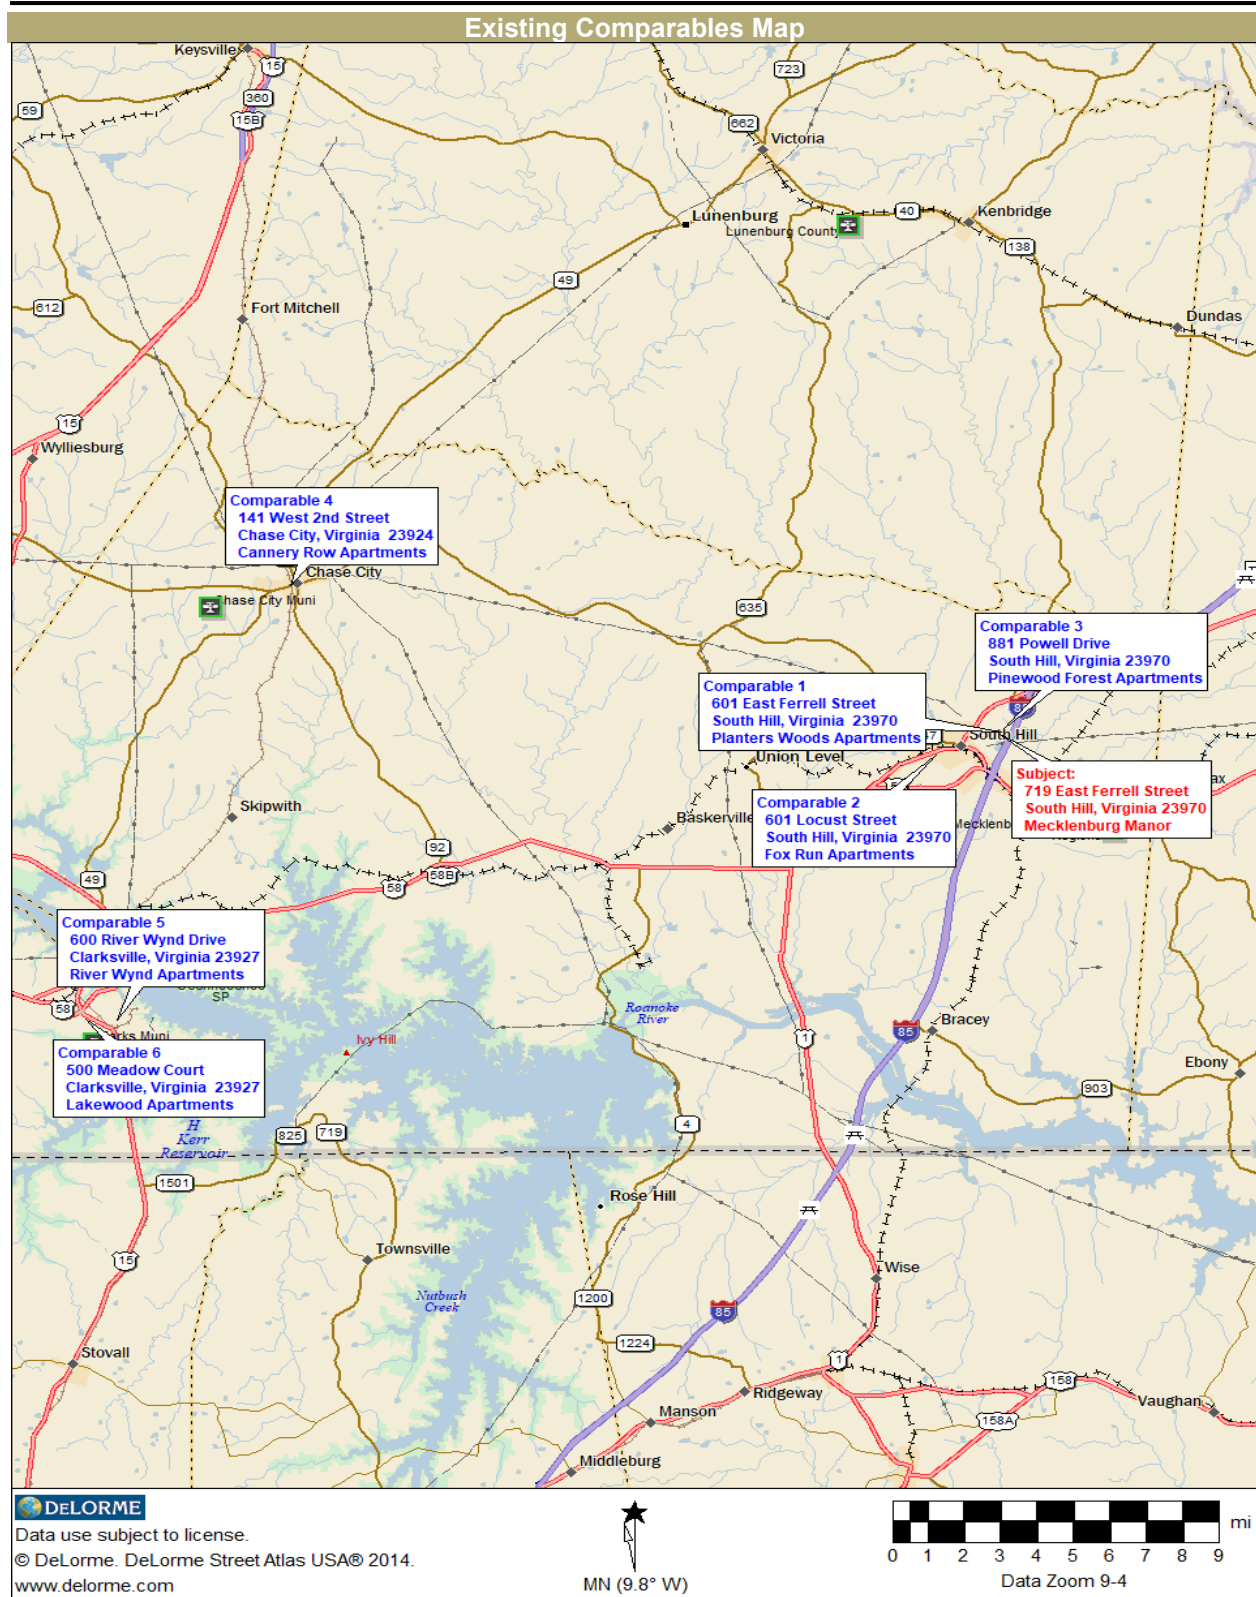 Existing Comparables Map
Keysville
15
723
360
59
15B
662
Victoria
Lunenburg
40
Kenbridge
Lunenburg County
138
49
612
Fort Mitchell
Dundas
15
Wylliesburg
Comparable 4
141 West 2nd Street
Chase City, Virginia 23924
Cannery Row Apartments
Chase City
Chase City Muni
635
Comparable 3
881 Powell Drive
South Hill, Virginia 23970
Pinewood Forest Apartments
Comparable 1
601 East Ferrell Street
South Hill, Virginia 23970
Planters Woods Apartments
85
47
South Hill
Union Level
Subject:
719 East Ferrell Street
South Hill, Virginia 23970
Mecklenburg Manor
Comparable 2
601 Locust Street
South Hill, Virginia 23970
Fox Run Apartments
Skipwith
Baskerville
92
58B
58
49
Comparable 5
600 River Wynd Drive
Clarksville, Virginia 23927
River Wynd Apartments
SP
58
Roanoke
River
Bracey
85
1
Ivy Hill
Comparable 6
500 Meadow Court
Clarksville, Virginia 23927
Lakewood Apartments
Ebony
903
H
Kerr
Reservoir
825
719
4
1501
Rose Hill
Townsville
15
Wise
Nutbush
Creek
1200
85
1224
Stovall
1
158
Ridgeway
Vaughan
Manson
158A
Middleburg
DELORME
Data use subject to license.
© DeLorme. DeLorme Street Atlas USA® 2014.
www.delorme.com
MN (9.8° W)
mi
0 1 2 3 4 5 6 7 8 9
Data Zoom 9-4